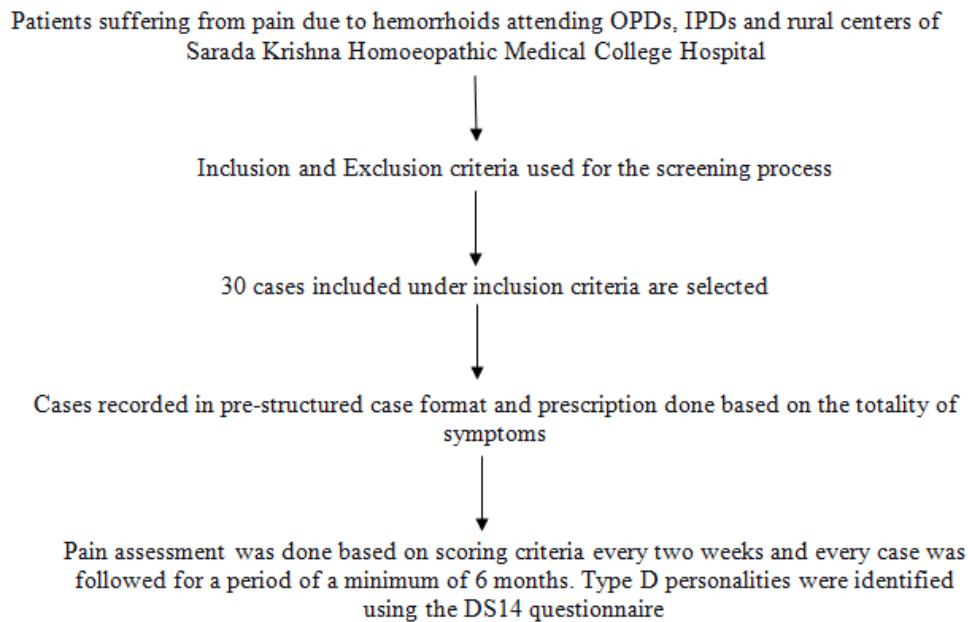 Patients suffering from pain due to hemorrhoids attending OPDs, IPDs and rural centers of
Sarada Krishna Homoeopathic Medical College Hospital
Inclusion and Exclusion criteria used for the screening process
30 cases included under inclusion criteria are selected
Cases recorded in pre-structured case format and prescription done based on the totality of
symptoms
Pain assessment was done based on scoring criteria every two weeks and every case was
followed for a period of a minimum of 6 months. Type D personalities were identified
using the DS14 questionnaire